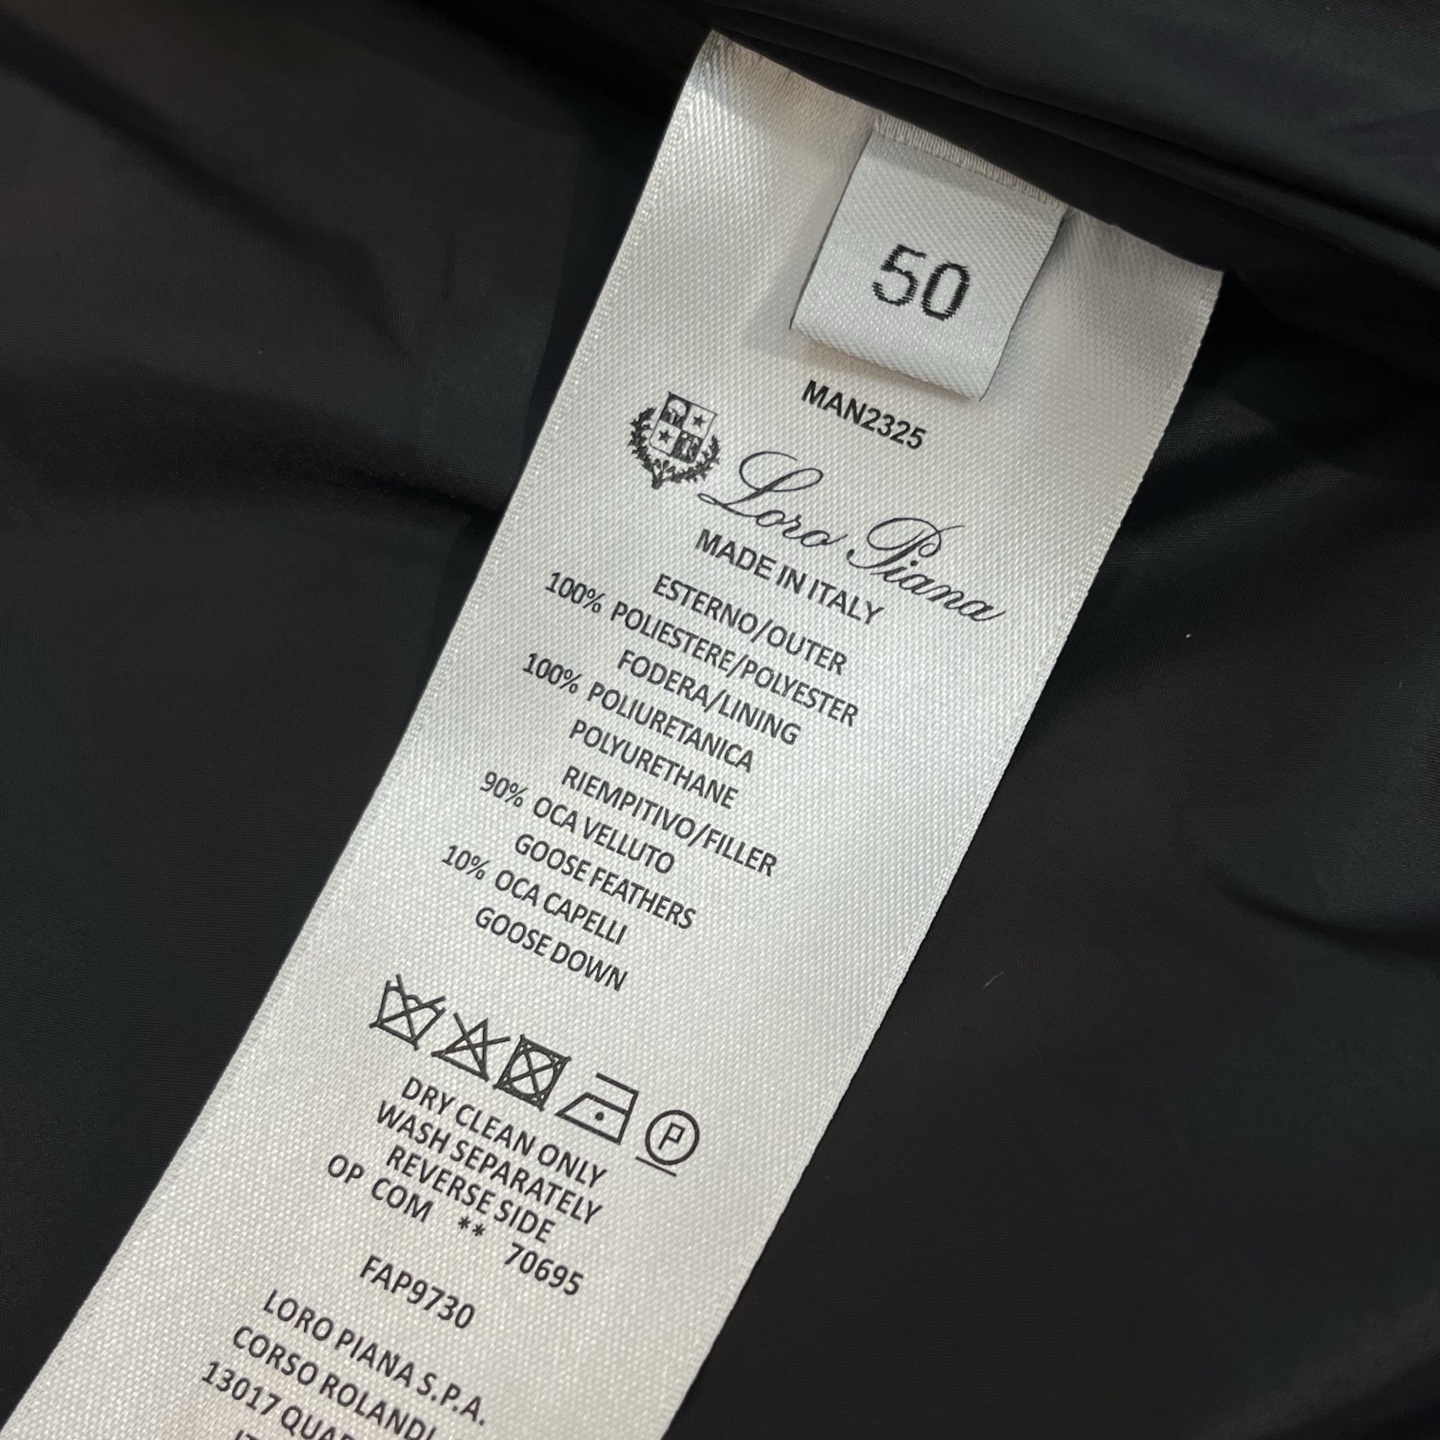 50
MAN2325
Loro Piana
MADE IN ITALY
ESTERNO/OUTER
100% POLIESTERE/POLYESTER
FODERA/LINING
100% POLIURETANICA
POLYURETHANE
RIEMPITIVO/FILLER
90% OCA VELLUTO
GOOSE FEATHERS
10% OCA CAPELLI
GOOSE DOWN
P
DRY CLEAN ONLY
WASH SEPARATELY
REVERSE SIDE
OP COM ** 70695
FAP9730
LORO PIANA S.P.A.
CORSO ROLANDI
13017